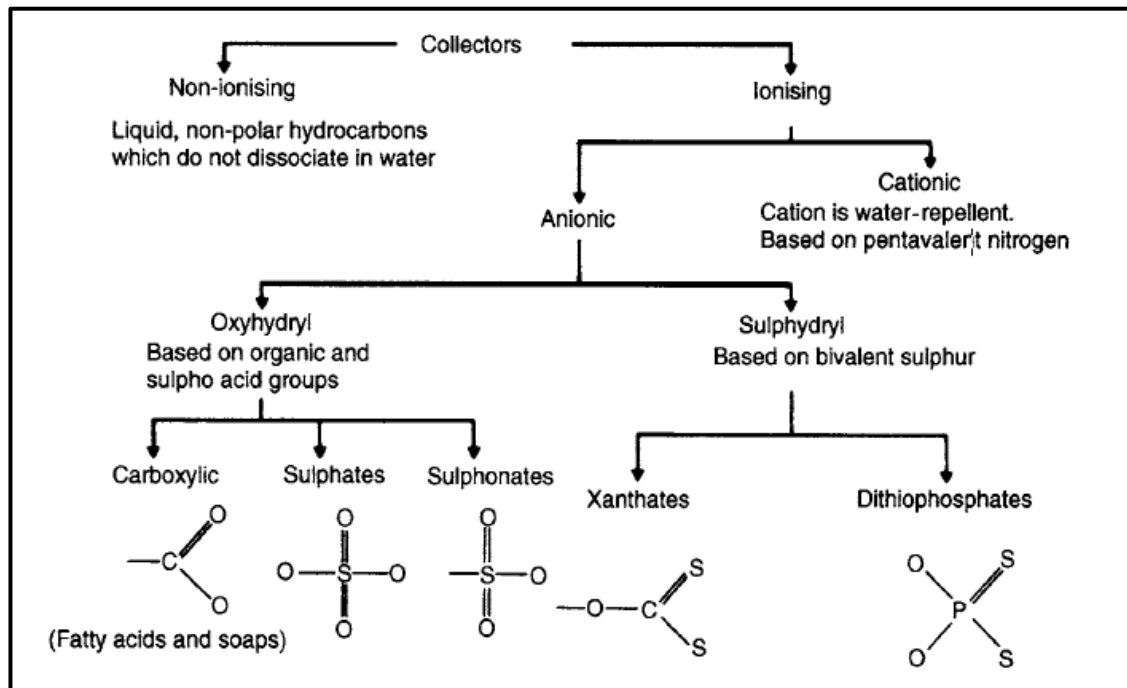 Collectors
Non-ionising
Liquid, non-polar hydrocarbons
which do not dissociate in water
Ionising
Anionic
Cationic
Cation is water-repellent.
Based on pentavalent nitrogen
Oxyhydryl
Based on organic and
sulpho acid groups
Sulphydryl
Based on bivalent sulphur
Carboxylic
Sulphates
Sulphonates
Xanthates
Dithiophosphates
O
C
O
(Fatty acids and soaps)
O
O S O
O
O
S O
O
S
O C
S
O S
P
O S